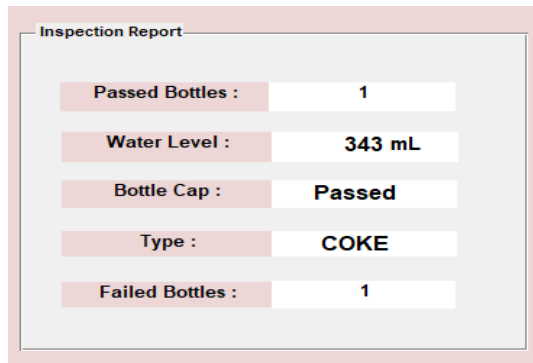 Inspection Report
Passed Bottles : 1
Water Level : 343 mL
Bottle Cap : Passed
Type : COKE
Failed Bottles : 1